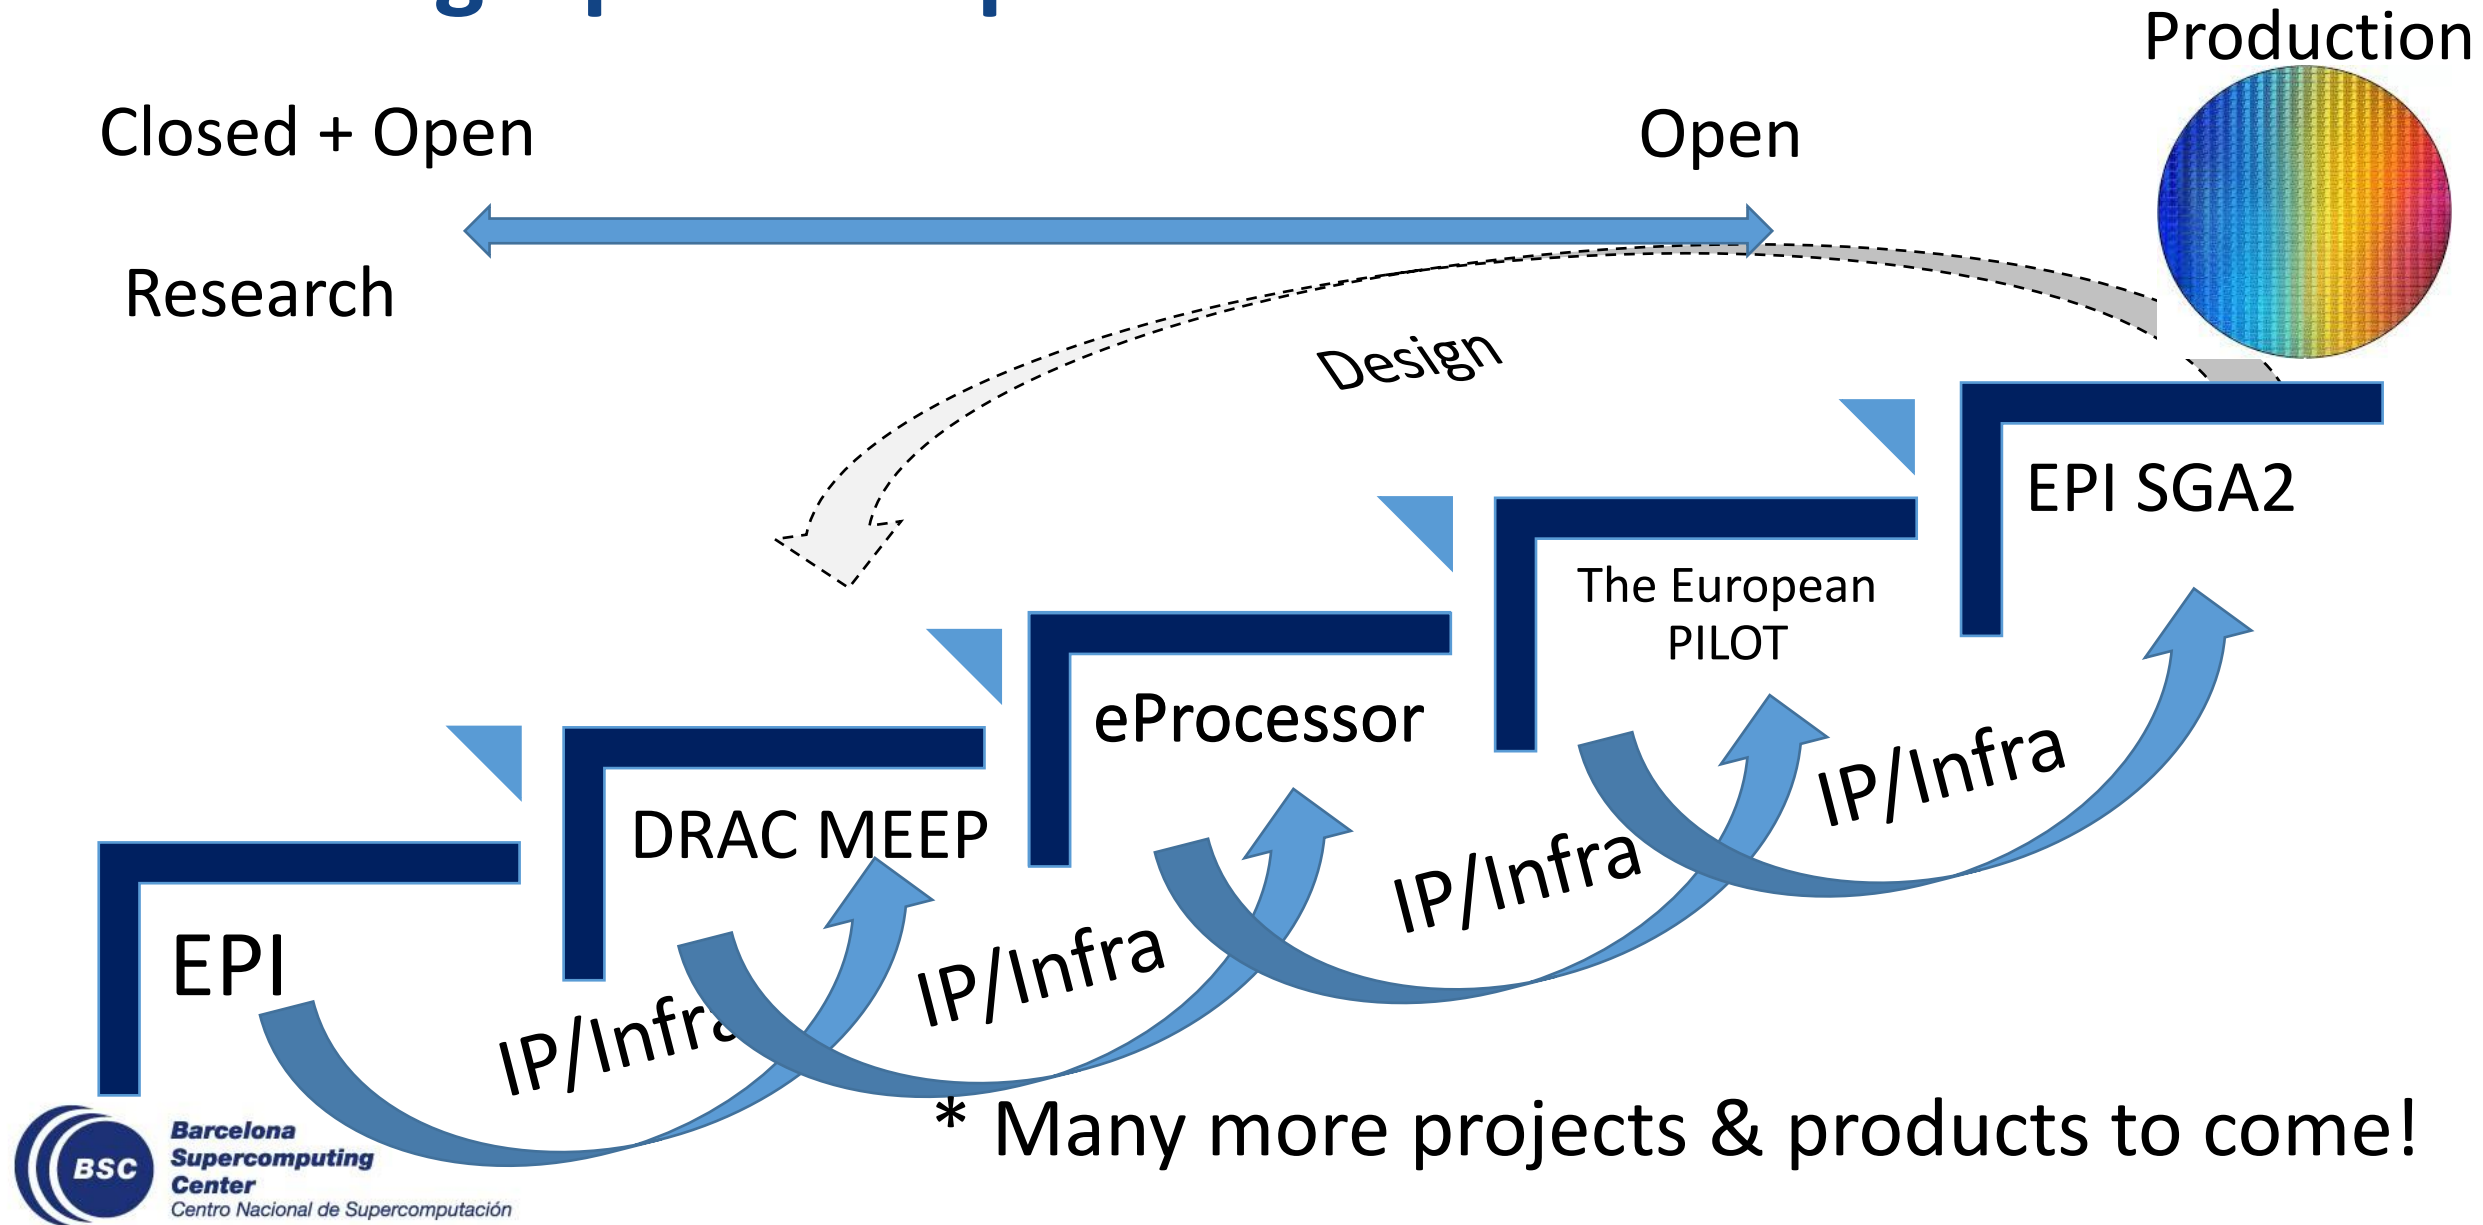 Production
Closed + Open
Open
Research
Design
EPI SGA2
The European
PILOT
eProcessor
IP/Infra
DRAC MEEP
IP/Infra
EPI
IP/Infra
IP/Infra
* Many more projects & products to come!
BSC
Barcelona
Supercomputing
Center
Centro Nacional de Supercomputación